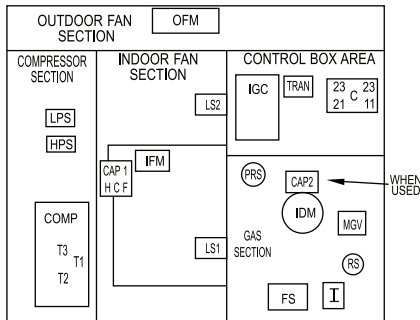 OUTDOOR FAN
SECTION
OFM
COMPRESSOR
SECTION
LPS
HPS
COMP
T3
T1
T2
INDOOR FAN
SECTION
LS2
IFM
CAP 1
H C F
LS1
CONTROL BOX AREA
IGC
TRAN
23 C 23
21 11
PRS
CAP2
WHEN
USED
IDM
MGV
GAS
SECTION
RS
FS
I